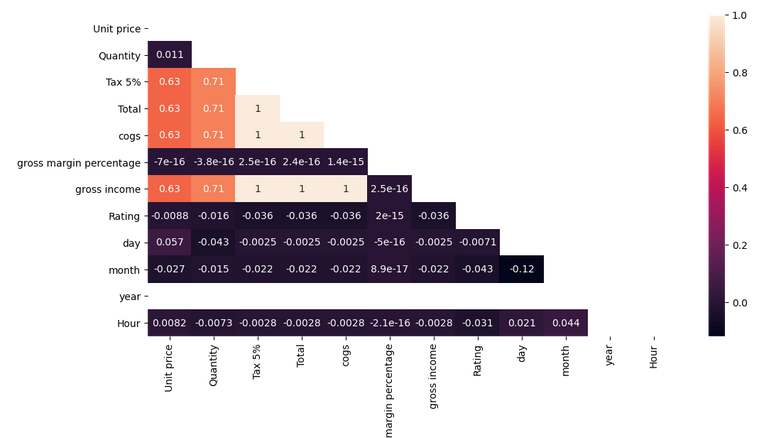 Unit price
Quantity 0.011
Tax 5% 0.63 0.71
Total 0.63 0.71 1
cogs 0.63 0.71 1 1
gross margin percentage -7e-16 -3.8e-16 2.5e-16 2.4e-16 1.4e-15
gross income 0.63 0.71 1 1 1 2.5e-16
Rating -0.0088 -0.016 -0.036 -0.036 -0.036 2e-15 -0.036
day 0.057 -0.043 -0.0025 -0.0025 -0.0025 -5e-16 -0.0025 -0.0071
month -0.027 -0.015 -0.022 -0.022 -0.022 8.9e-17 -0.022 -0.043 -0.12
year
Hour 0.0082 -0.0073 -0.0028 -0.0028 -0.0028 -2.1e-16 -0.0028 -0.031 0.021 0.044
Unit price
Quantity
Tax 5%
Total
cogs
margin percentage
gross income
Rating
day
month
year
Hour
1.0
0.8
0.6
0.4
0.2
0.0